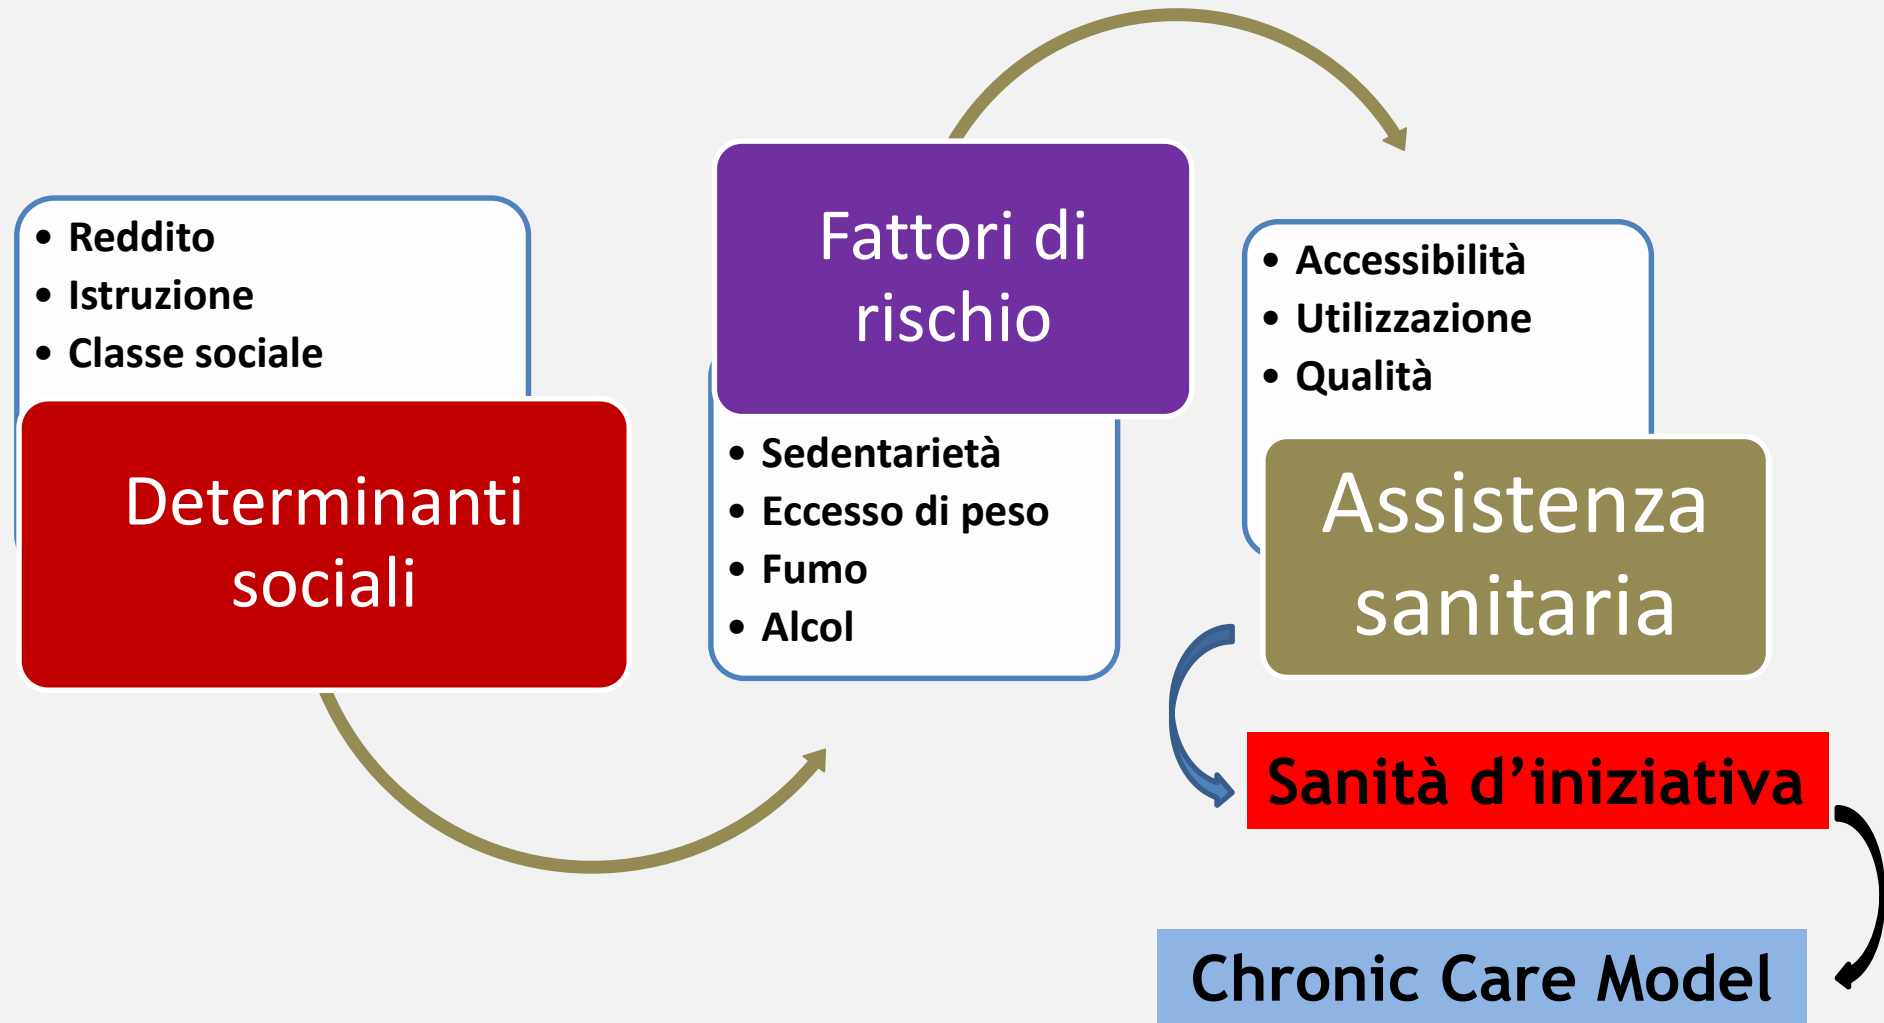 • Reddito
• Istruzione
• Classe sociale
Determinanti
sociali
Fattori di
rischio
• Sedentarietà
• Eccesso di peso
• Fumo
• Alcol
• Accessibilità
• Utilizzazione
• Qualità
Assistenza
sanitaria
Sanità d’iniziativa
Chronic Care Model